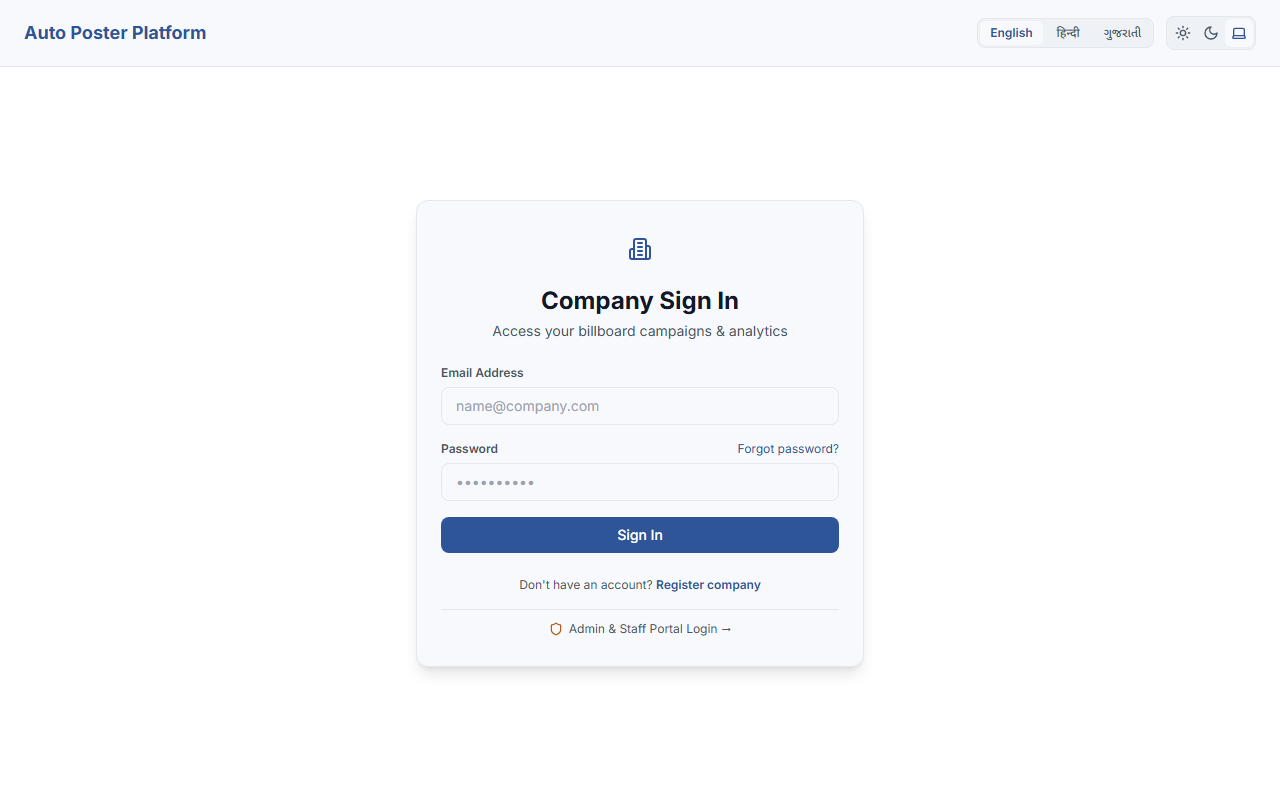 Auto Poster Platform
English हिन्दी ગુજરાતી
Company Sign In
Access your billboard campaigns & analytics
Email Address
name@company.com
Password Forgot password?
••••••••••
Sign In
Don't have an account? Register company
Admin & Staff Portal Login →